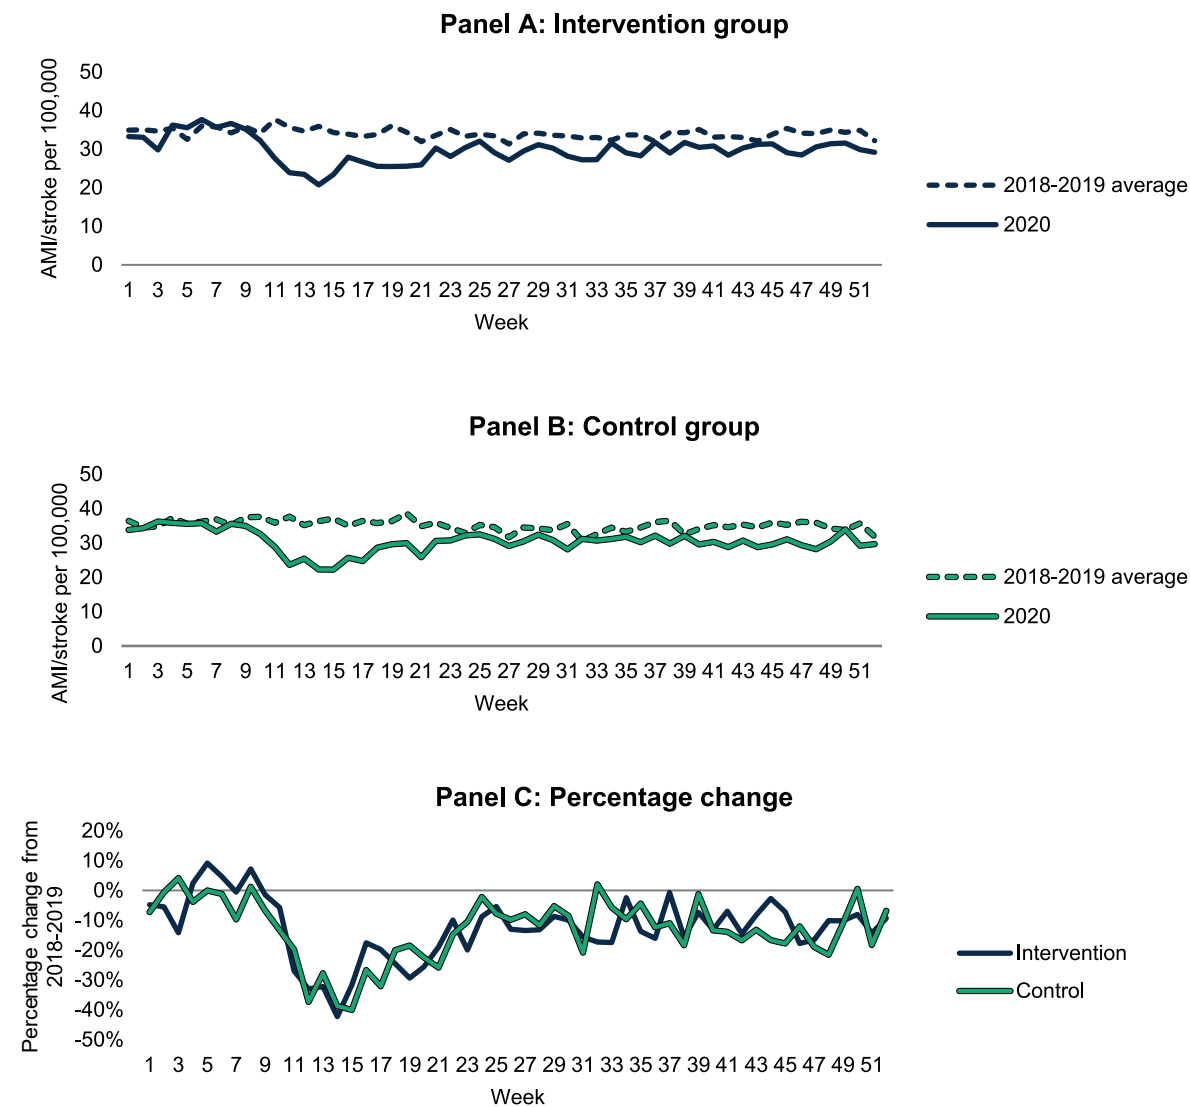 Panel A: Intervention group
AMI/stroke per 100,000
50
40
30
20
10
0
1 3 5 7 9 11 13 15 17 19 21 23 25 27 29 31 33 35 37 39 41 43 45 47 49 51
Week
2018-2019 average
2020
Panel B: Control group
AMI/stroke per 100,000
50
40
30
20
10
0
1 3 5 7 9 11 13 15 17 19 21 23 25 27 29 31 33 35 37 39 41 43 45 47 49 51
Week
2018-2019 average
2020
Panel C: Percentage change
Percentage change from
2018-2019
20%
10%
0%
-10%
-20%
-30%
-40%
-50%
1 3 5 7 9 11 13 15 17 19 21 23 25 27 29 31 33 35 37 39 41 43 45 47 49 51
Week
Intervention
Control